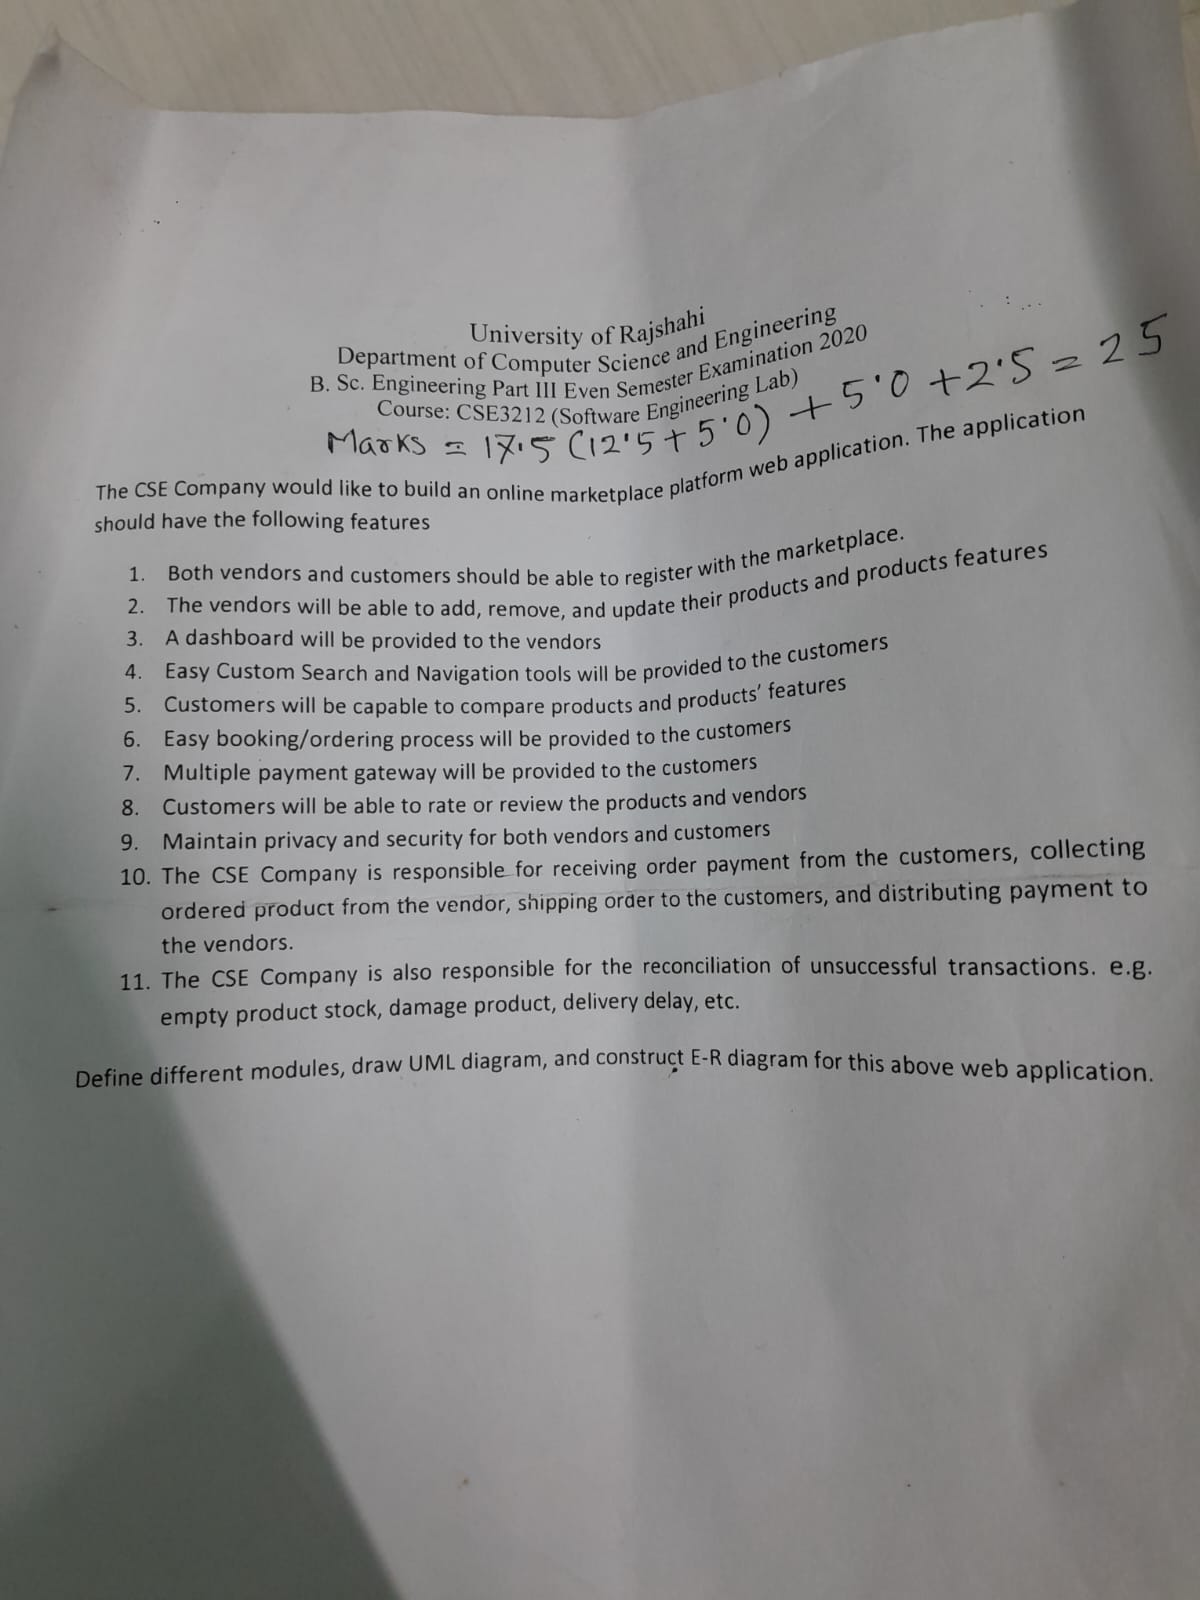 University of Rajshahi
Department of Computer Science and Engineering
B. Sc. Engineering Part III Even Semester Examination 2020
Course: CSE3212 (Software Engineering Lab)
Marks = 17.5 (12.5 + 5.0) + 5.0 + 2.5 = 25
The CSE Company would like to build an online marketplace platform web application. The application
should have the following features
1. Both vendors and customers should be able to register with the marketplace.
2. The vendors will be able to add, remove, and update their products and products features
3. A dashboard will be provided to the vendors
4. Easy Custom Search and Navigation tools will be provided to the customers
5. Customers will be capable to compare products and products’ features
6. Easy booking/ordering process will be provided to the customers
7. Multiple payment gateway will be provided to the customers
8. Customers will be able to rate or review the products and vendors
9. Maintain privacy and security for both vendors and customers
10. The CSE Company is responsible for receiving order payment from the customers, collecting
ordered product from the vendor, shipping order to the customers, and distributing payment to
the vendors.
11. The CSE Company is also responsible for the reconciliation of unsuccessful transactions. e.g.
empty product stock, damage product, delivery delay, etc.
Define different modules, draw UML diagram, and construct E-R diagram for this above web application.